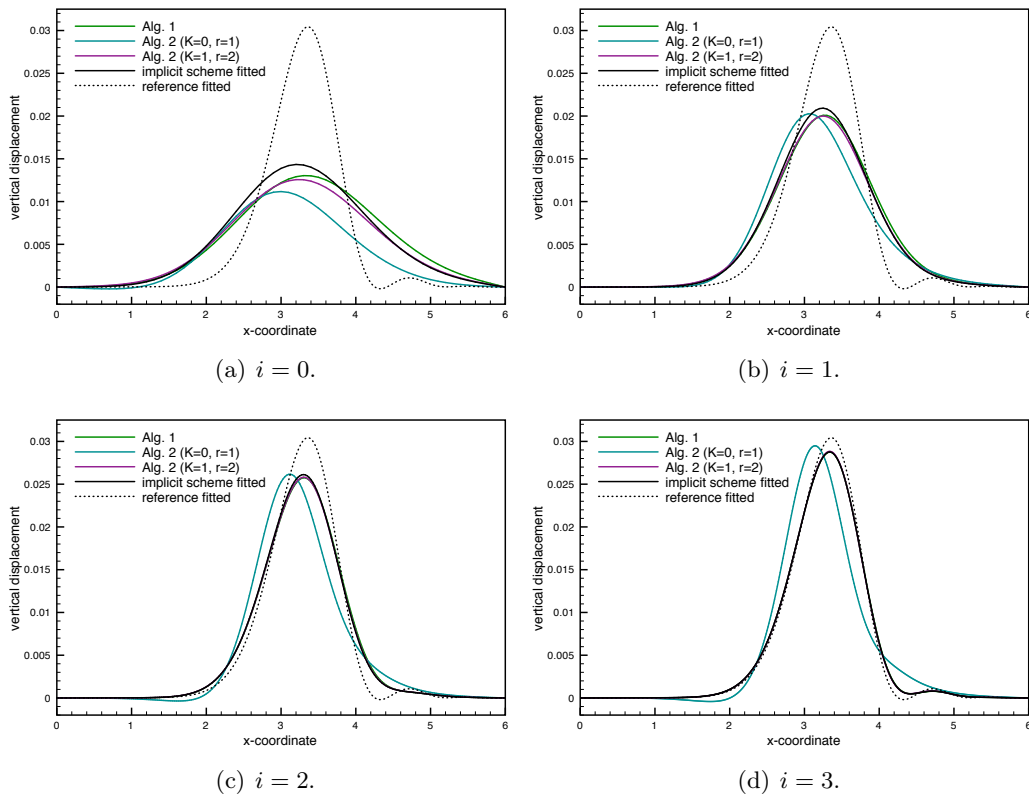 0.03
0.025
0.02
0.015
0.01
0.005
0
vertical displacement
Alg. 1
Alg. 2 (K=0, r=1)
Alg. 2 (K=1, r=2)
implicit scheme fitted
reference fitted
0 1 2 3 4 5 6
x-coordinate
(a) i = 0.
0.03
0.025
0.02
0.015
0.01
0.005
0
vertical displacement
Alg. 1
Alg. 2 (K=0, r=1)
Alg. 2 (K=1, r=2)
implicit scheme fitted
reference fitted
0 1 2 3 4 5 6
x-coordinate
(b) i = 1.
0.03
0.025
0.02
0.015
0.01
0.005
0
vertical displacement
Alg. 1
Alg. 2 (K=0, r=1)
Alg. 2 (K=1, r=2)
implicit scheme fitted
reference fitted
0 1 2 3 4 5 6
x-coordinate
(c) i = 2.
0.03
0.025
0.02
0.015
0.01
0.005
0
vertical displacement
Alg. 1
Alg. 2 (K=0, r=1)
Alg. 2 (K=1, r=2)
implicit scheme fitted
reference fitted
0 1 2 3 4 5 6
x-coordinate
(d) i = 3.